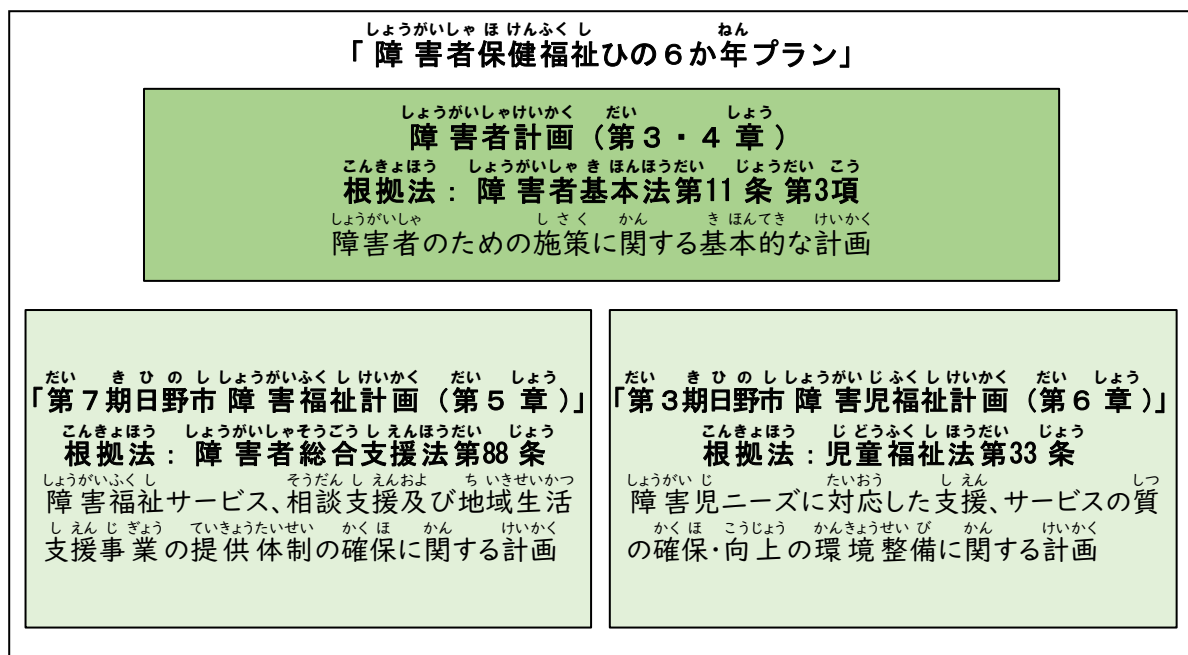 しょうがいしゃほけんふくし ねん
「障害者保健福祉ひの6か年プラン」
しょうがいしゃけいかく だい しょう
障害者計画（第3・4章）
こんきょほう しょうがいしゃきほんほうだい じょうだい こう
根拠法：障害者基本法第11条第3項
しょうがいしゃ しさく かん きほんてき けいかく
障害者のための施策に関する基本的な計画
だい き ひのし しょうがいふくしけいかく だい しょう
「第7期日野市障害福祉計画（第5章）」
こんきょほう しょうがいしゃそうごうしえんほうだい じょう
根拠法：障害者総合支援法第88条
しょうがいふくし そうだんしえんおよ ちいきせいかつ
障害福祉サービス、相談支援及び地域生活
しえんじぎょう ていきょうたいせい かくほ かん けいかく
支援事業の提供体制の確保に関する計画
だい き ひのし しょうがいじふくしけいかく だい しょう
「第3期日野市障害児福祉計画（第6章）」
こんきょほう じどうふくしほうだい じょう
根拠法：児童福祉法第33条
しょうがいじ たいおう しえん しつ
障害児ニーズに対応した支援、サービスの質
かくほ こうじょう かんきょうせいび かん けいかく
の確保・向上の環境整備に関する計画